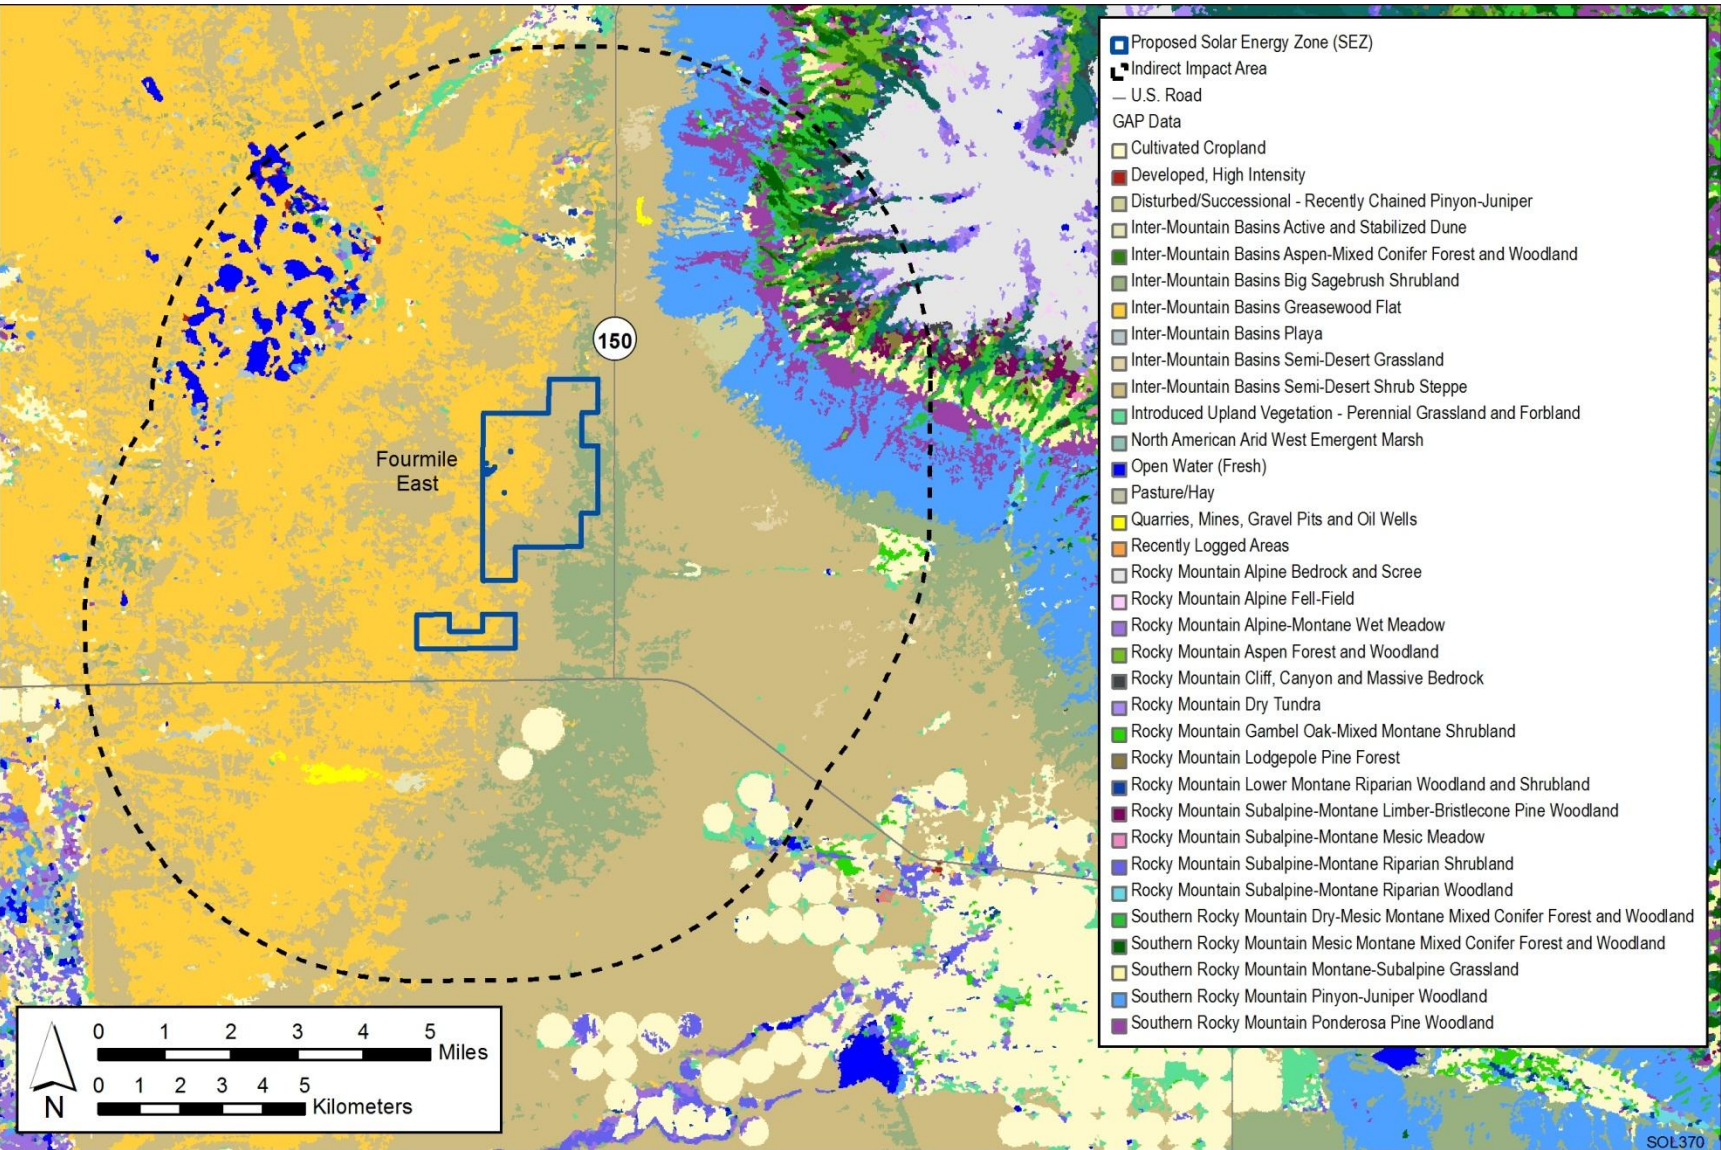 Proposed Solar Energy Zone (SEZ)
Indirect Impact Area
U.S. Road
GAP Data
Cultivated Cropland
Developed, High Intensity
Disturbed/Successional - Recently Chained Pinyon-Juniper
Inter-Mountain Basins Active and Stabilized Dune
Inter-Mountain Basins Aspen-Mixed Conifer Forest and Woodland
Inter-Mountain Basins Big Sagebrush Shrubland
Inter-Mountain Basins Greasewood Flat
Inter-Mountain Basins Playa
Inter-Mountain Basins Semi-Desert Grassland
Inter-Mountain Basins Semi-Desert Shrub Steppe
Introduced Upland Vegetation - Perennial Grassland and Forbland
North American Arid West Emergent Marsh
Open Water (Fresh)
Pasture/Hay
Quarries, Mines, Gravel Pits and Oil Wells
Recently Logged Areas
Rocky Mountain Alpine Bedrock and Scree
Rocky Mountain Alpine Fell-Field
Rocky Mountain Alpine-Montane Wet Meadow
Rocky Mountain Aspen Forest and Woodland
Rocky Mountain Cliff, Canyon and Massive Bedrock
Rocky Mountain Dry Tundra
Rocky Mountain Gambel Oak-Mixed Montane Shrubland
Rocky Mountain Lodgepole Pine Forest
Rocky Mountain Lower Montane Riparian Woodland and Shrubland
Rocky Mountain Subalpine-Montane Limber-Bristlecone Pine Woodland
Rocky Mountain Subalpine-Montane Mesic Meadow
Rocky Mountain Subalpine-Montane Riparian Shrubland
Rocky Mountain Subalpine-Montane Riparian Woodland
Southern Rocky Mountain Dry-Mesic Montane Mixed Conifer Forest and Woodland
Southern Rocky Mountain Mesic Montane Mixed Conifer Forest and Woodland
Southern Rocky Mountain Montane-Subalpine Grassland
Southern Rocky Mountain Pinyon-Juniper Woodland
Southern Rocky Mountain Ponderosa Pine Woodland
150
Fourmile
East
0 1 2 3 4 5
Miles
0 1 2 3 4 5
Kilometers
N
SOL370